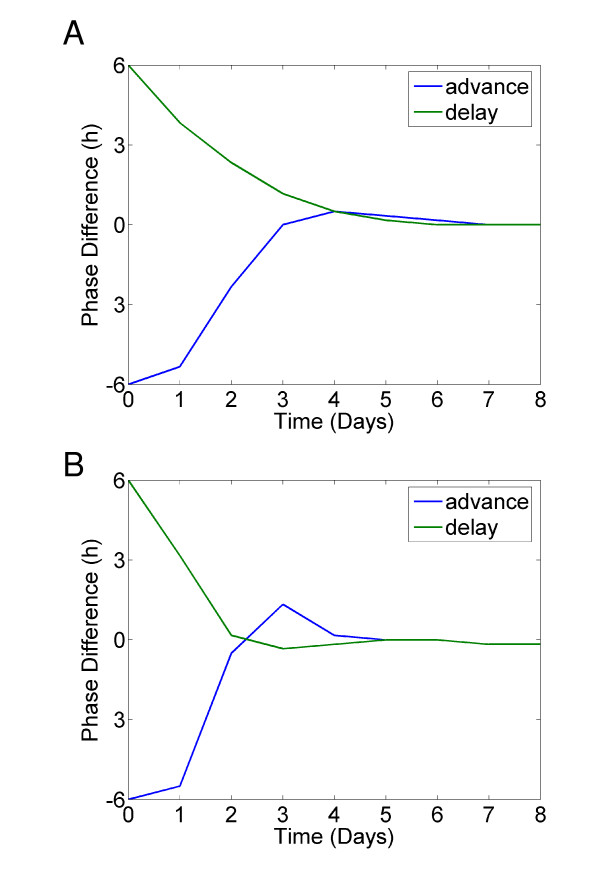 A
6
3
0
3
-6
Phase Difference (h)
advance
delay
0 1 2 3 4 5 6 7 8
Time (Days)
B
6
3
0
3
-6
Phase Difference (h)
advance
delay
0 1 2 3 4 5 6 7 8
Time (Days)